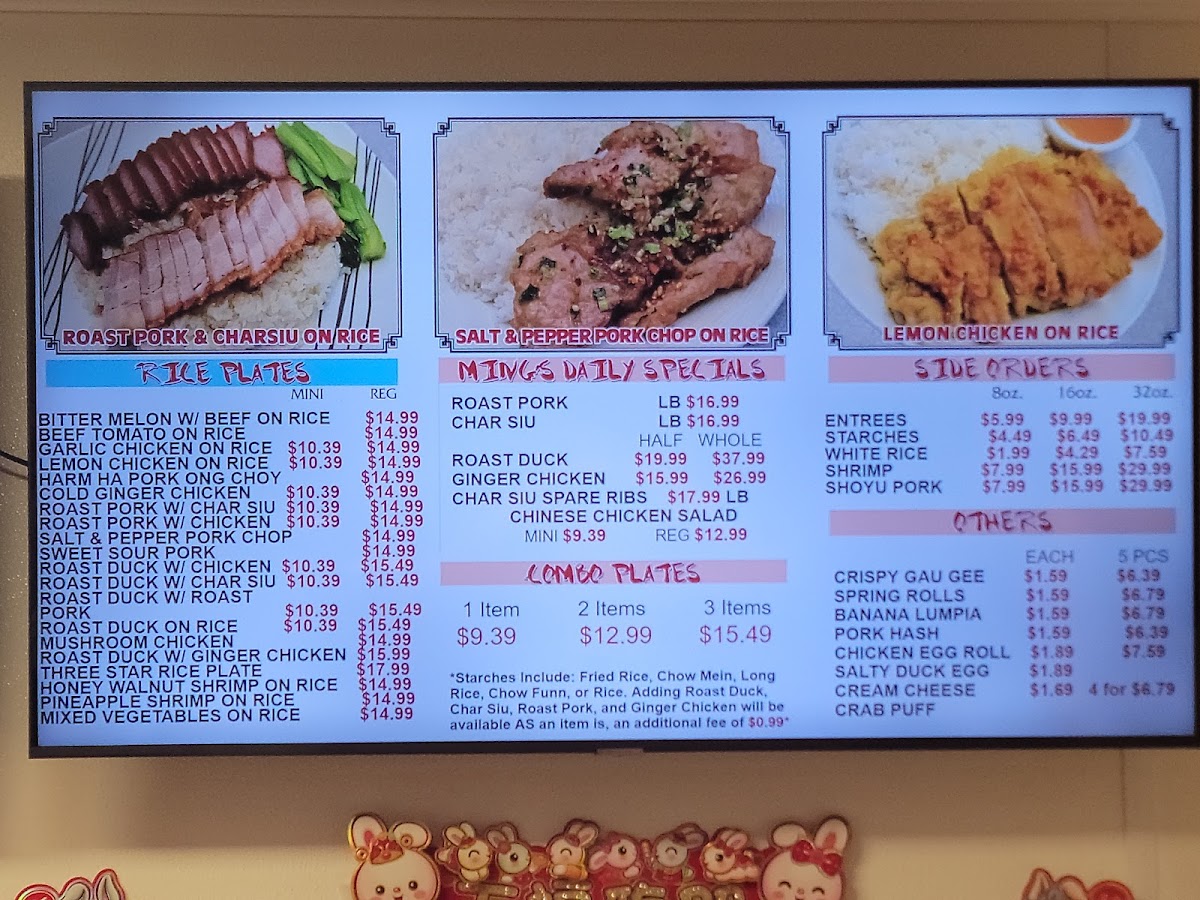 ROAST PORK & CHARSIU ON RICE
RICE PLATES
MINI REG
BITTER MELON W/ BEEF ON RICE $14.99
BEEF TOMATO ON RICE $14.99
GARLIC CHICKEN ON RICE $10.39 $14.99
LEMON CHICKEN ON RICE $10.39 $14.99
HARM HA PORK ONG CHOY $14.99
COLD GINGER CHICKEN $10.39 $14.99
ROAST PORK W/ CHAR SIU $10.39 $14.99
ROAST PORK W/ CHICKEN $10.39 $14.99
SALT & PEPPER PORK CHOP $14.99
SWEET SOUR PORK $14.99
ROAST DUCK W/ CHICKEN $10.39 $15.49
ROAST DUCK W/ CHAR SIU $10.39 $15.49
ROAST DUCK W/ ROAST
PORK $10.39 $15.49
ROAST DUCK ON RICE $10.39 $15.49
MUSHROOM CHICKEN $14.99
ROAST DUCK W/ GINGER CHICKEN $15.99
THREE STAR RICE PLATE $17.99
HONEY WALNUT SHRIMP ON RICE $14.99
PINEAPPLE SHRIMP ON RICE $14.99
MIXED VEGETABLES ON RICE $14.99
SALT & PEPPER PORK CHOP ON RICE
MING'S DAILY SPECIALS
ROAST PORK LB $16.99
CHAR SIU LB $16.99
HALF WHOLE
ROAST DUCK $19.99 $37.99
GINGER CHICKEN $15.99 $26.99
CHAR SIU SPARE RIBS $17.99 LB
CHINESE CHICKEN SALAD
MINI $9.39 REG $12.99
COMBO PLATES
1 Item 2 Items 3 Items
$9.39 $12.99 $15.49
*Starches Include: Fried Rice, Chow Mein, Long
Rice, Chow Funn, or Rice. Adding Roast Duck,
Char Siu, Roast Pork, and Ginger Chicken will be
available AS an item is, an additional fee of $0.99*
LEMON CHICKEN ON RICE
SIDE ORDERS
8oz. 16oz. 32oz.
ENTREES $5.99 $9.99 $19.99
STARCHES $4.49 $6.49 $10.49
WHITE RICE $1.99 $4.29 $7.59
SHRIMP $7.99 $15.99 $29.99
SHOYU PORK $7.99 $15.99 $29.99
OTHERS
EACH 5 PCS
CRISPY GAU GEE $1.59 $6.39
SPRING ROLLS $1.59 $6.79
BANANA LUMPIA $1.59 $6.79
PORK HASH $1.59 $6.39
CHICKEN EGG ROLL $1.89 $7.59
SALTY DUCK EGG $1.89
CREAM CHEESE $1.69 4 for $6.79
CRAB PUFF